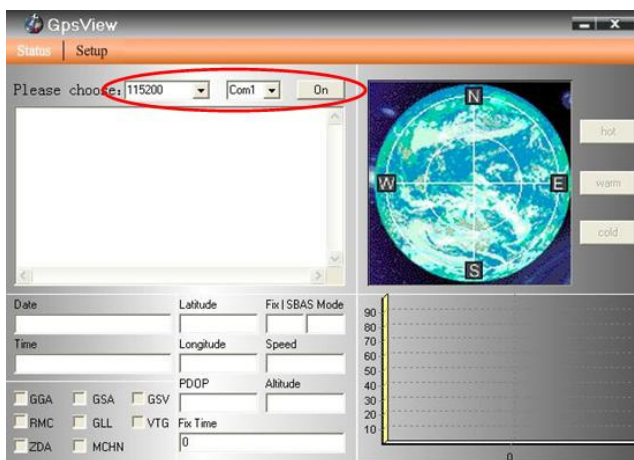 GpsView
Status | Setup
Please choose: 115200 Com1 On
N
W E
S
hot
warm
cold
Date Latitude Fix | SBAS Mode
Time Longitude Speed
PDOP Altitude
GGA GSA GSV
RMC GLL VTG Fix Time
0
ZDA MCHN
90
80
70
60
50
40
30
20
10
0